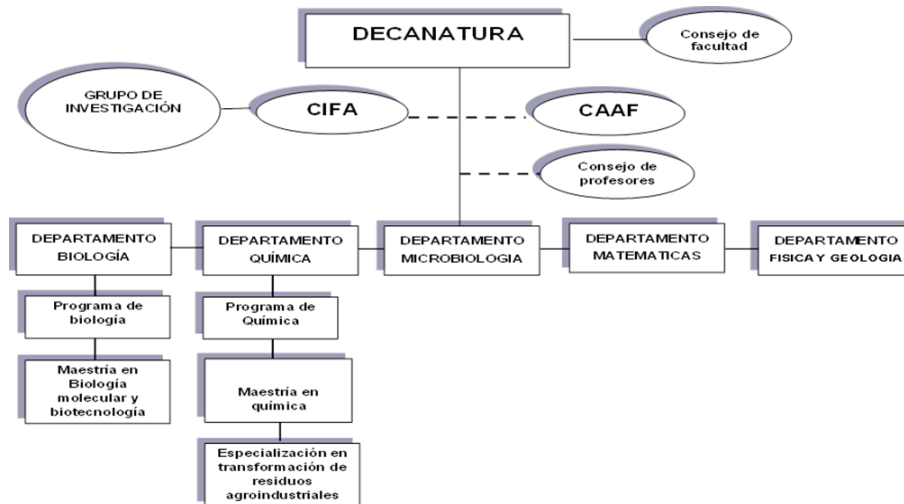 DECANATURA
Consejo de
facultad
GRUPO DE
INVESTIGACIÓN
CIFA
CAAF
Consejo de
profesores
DEPARTAMENTO
BIOLOGÍA
DEPARTAMENTO
QUÍMICA
DEPARTAMENTO
MICROBIOLOGIA
DEPARTAMENTO
MATEMATICAS
DEPARTAMENTO
FISICA Y GEOLOGIA
Programa de
biología
Programa de
Química
Maestría en
Biología
molecular y
biotecnología
Maestría en
química
Especialización en
transformación de
residuos
agroindustriales